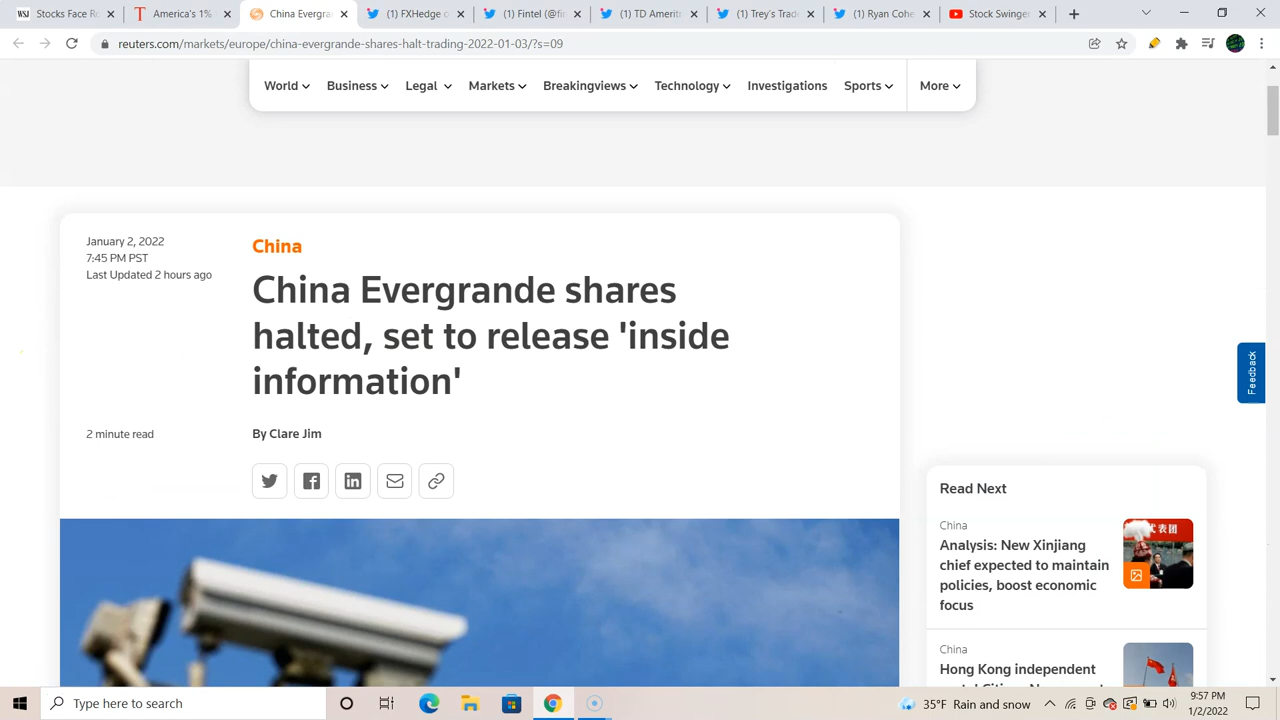 (1) Stocks Face Ro
America's 1%
China Evergra
(1) FXHedge o
(1) Fintel (@fin
(1) TD Amerit
(1) Trey's Trade
(1) Ryan Cohe
Stock Swinges
reuters.com/markets/europe/china-evergrande-shares-halt-trading-2022-01-03/?s=09
World Business Legal Markets Breakingviews Technology Investigations Sports More
January 2, 2022
7:45 PM PST
Last Updated 2 hours ago
China
China Evergrande shares
halted, set to release 'inside
information'
2 minute read
By Clare Jim
Feedback
Read Next
China
Analysis: New Xinjiang
chief expected to maintain
policies, boost economic
focus
China
Hong Kong independent
Type here to search
35°F Rain and snow
9:57 PM
1/2/2022